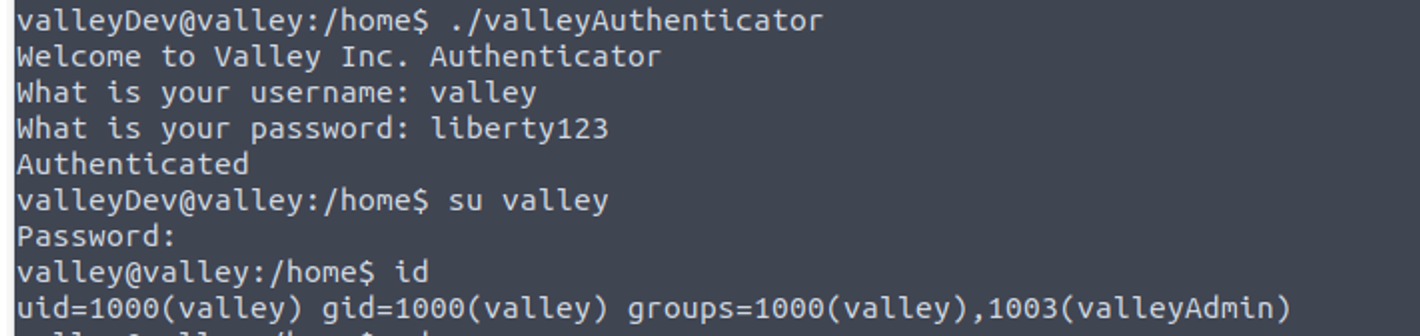 valleyDev@valley:/home$ ./valleyAuthenticator
Welcome to Valley Inc. Authenticator
What is your username: valley
What is your password: liberty123
Authenticated
valleyDev@valley:/home$ su valley
Password:
valley@valley:/home$ id
uid=1000(valley) gid=1000(valley) groups=1000(valley),1003(valleyAdmin)